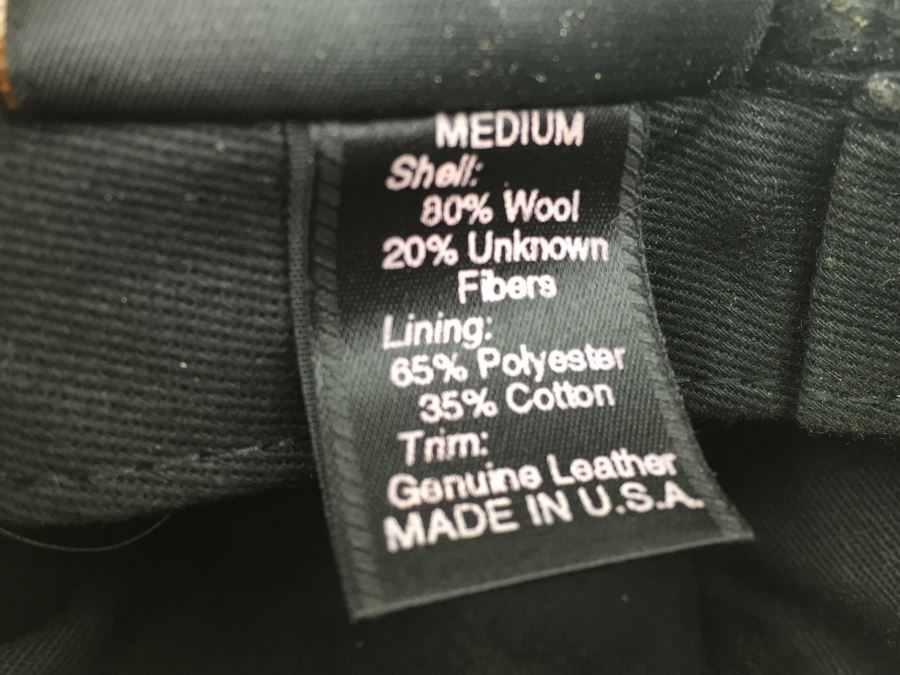 MEDIUM
Shell:
80% Wool
20% Unknown
Fibers
Lining:
65% Polyester
35% Cotton
Trim:
Genuine Leather
MADE IN U.S.A.